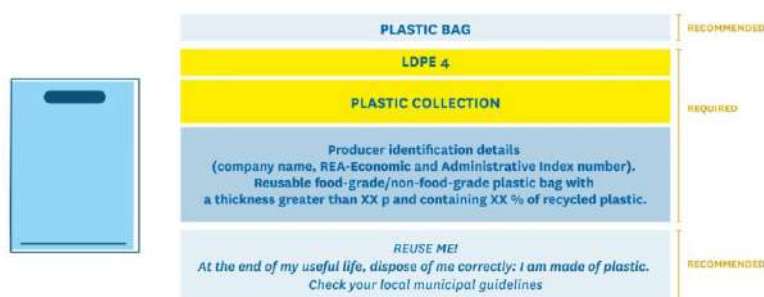 PLASTIC BAG
RECOMMENDED
LDPE 4
PLASTIC COLLECTION
REQUIRED
Producer identification details
(company name, REA-Economic and Administrative Index number).
Reusable food-grade/non-food-grade plastic bag with
a thickness greater than XX p and containing XX % of recycled plastic.
REUSE ME!
At the end of my useful life, dispose of me correctly: I am made of plastic.
Check your local municipal guidelines
RECOMMENDED